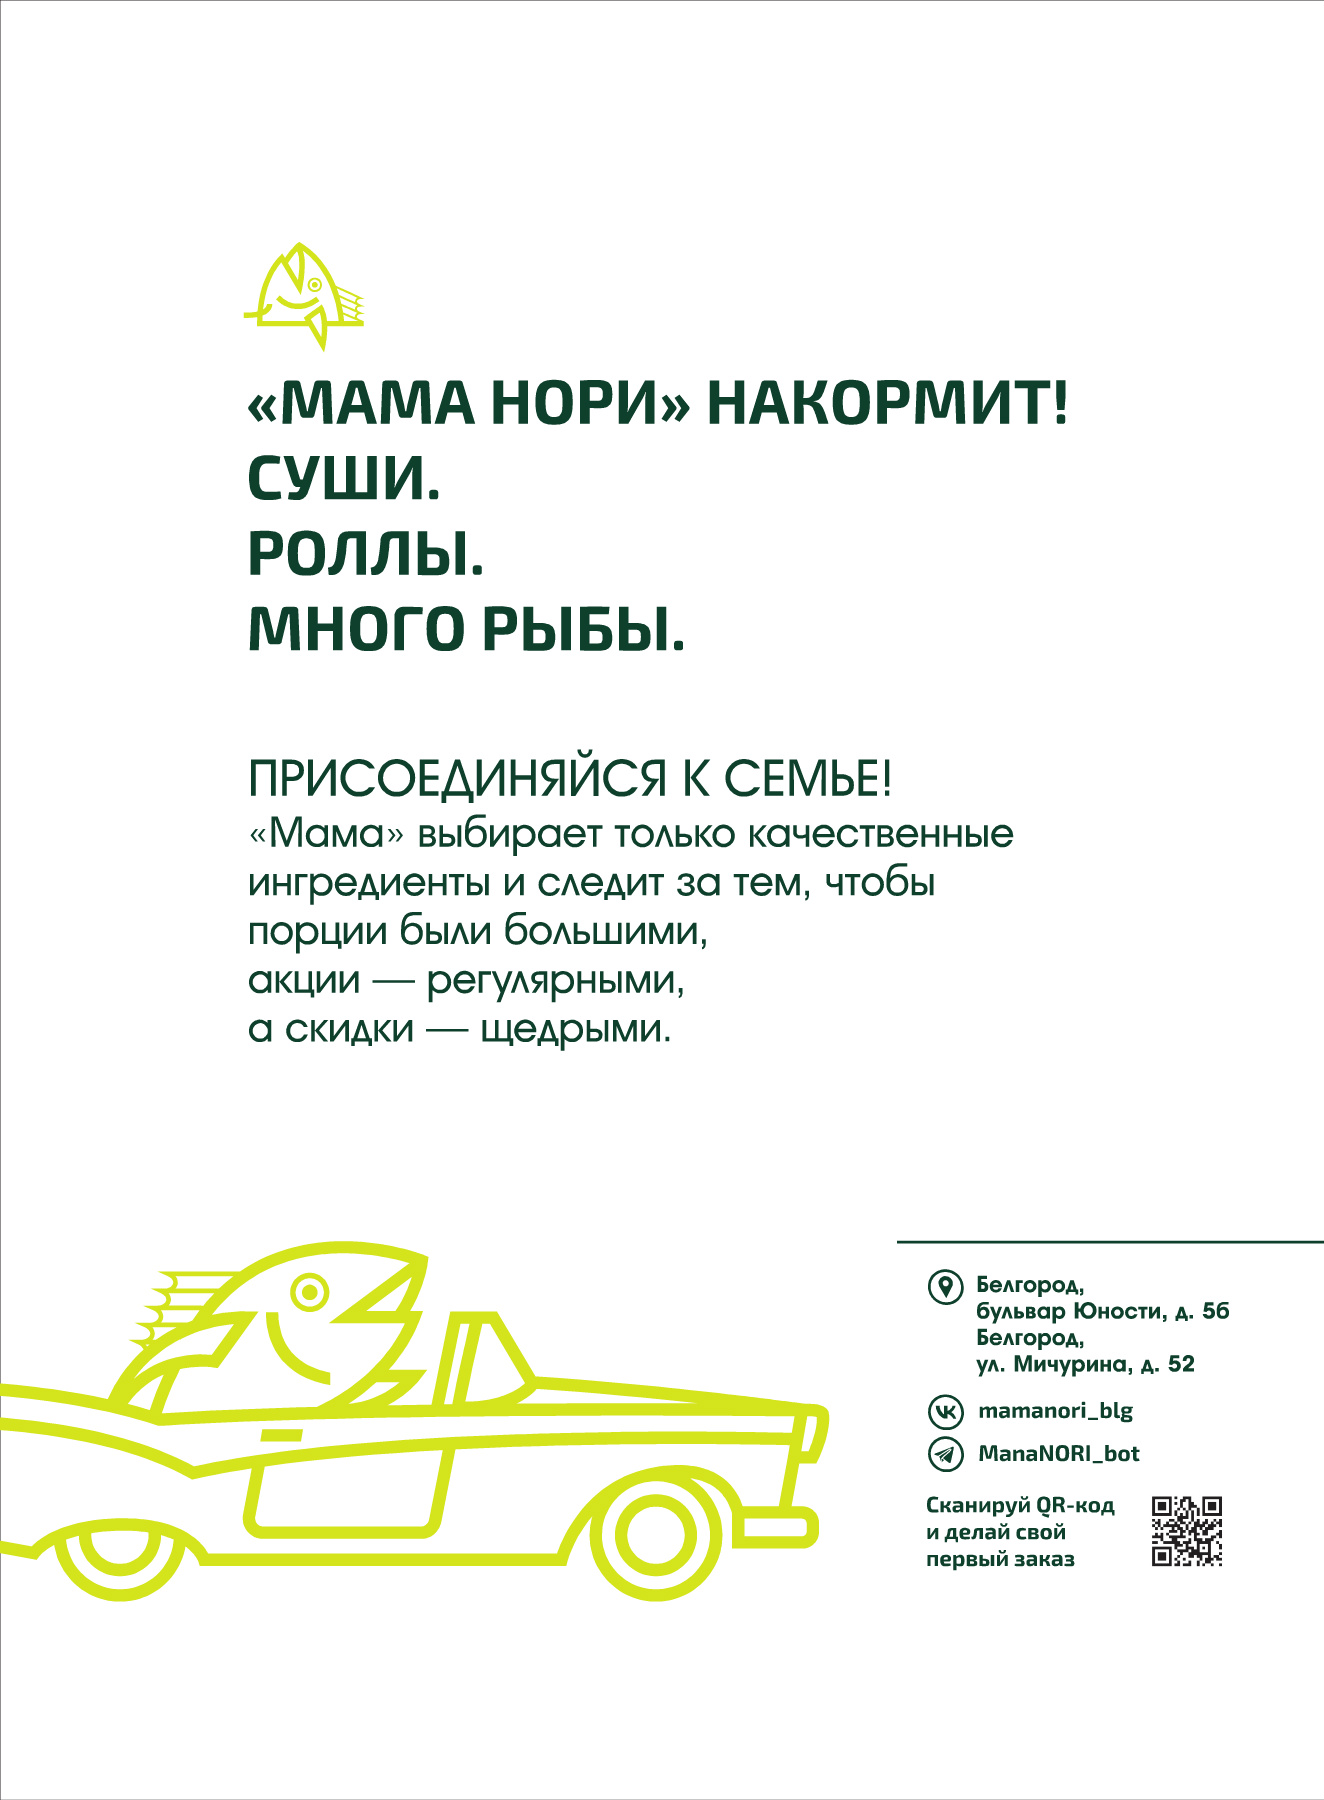 «МАМА НОРИ» НАКОРМИТ!
СУШИ.
РОЛЛЫ.
МНОГО РЫБЫ.
ПРИСОЕДИНЯЙСЯ К СЕМЬЕ!
«Мама» выбирает только качественные
ингредиенты и следит за тем, чтобы
порции были большими,
акции — регулярными,
а скидки — щедрыми.
Белгород,
бульвар Юности, д. 5б
Белгород,
ул. Мичурина, д. 52
mamanori_blg
ManaNORI_bot
Сканируй QR-код
и делай свой
первый заказ